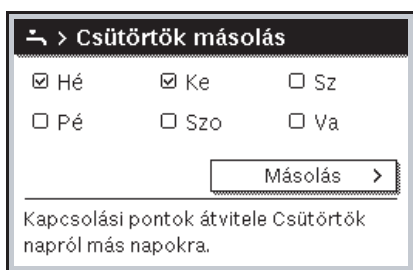 > Csütörtök másolás
☑ Hé ☑ Ke ☐ Sz
☐ Pé ☐ Szo ☐ Va
Másolás >
Kapcsolási pontok átvitele Csütörtök
napról más napokra.